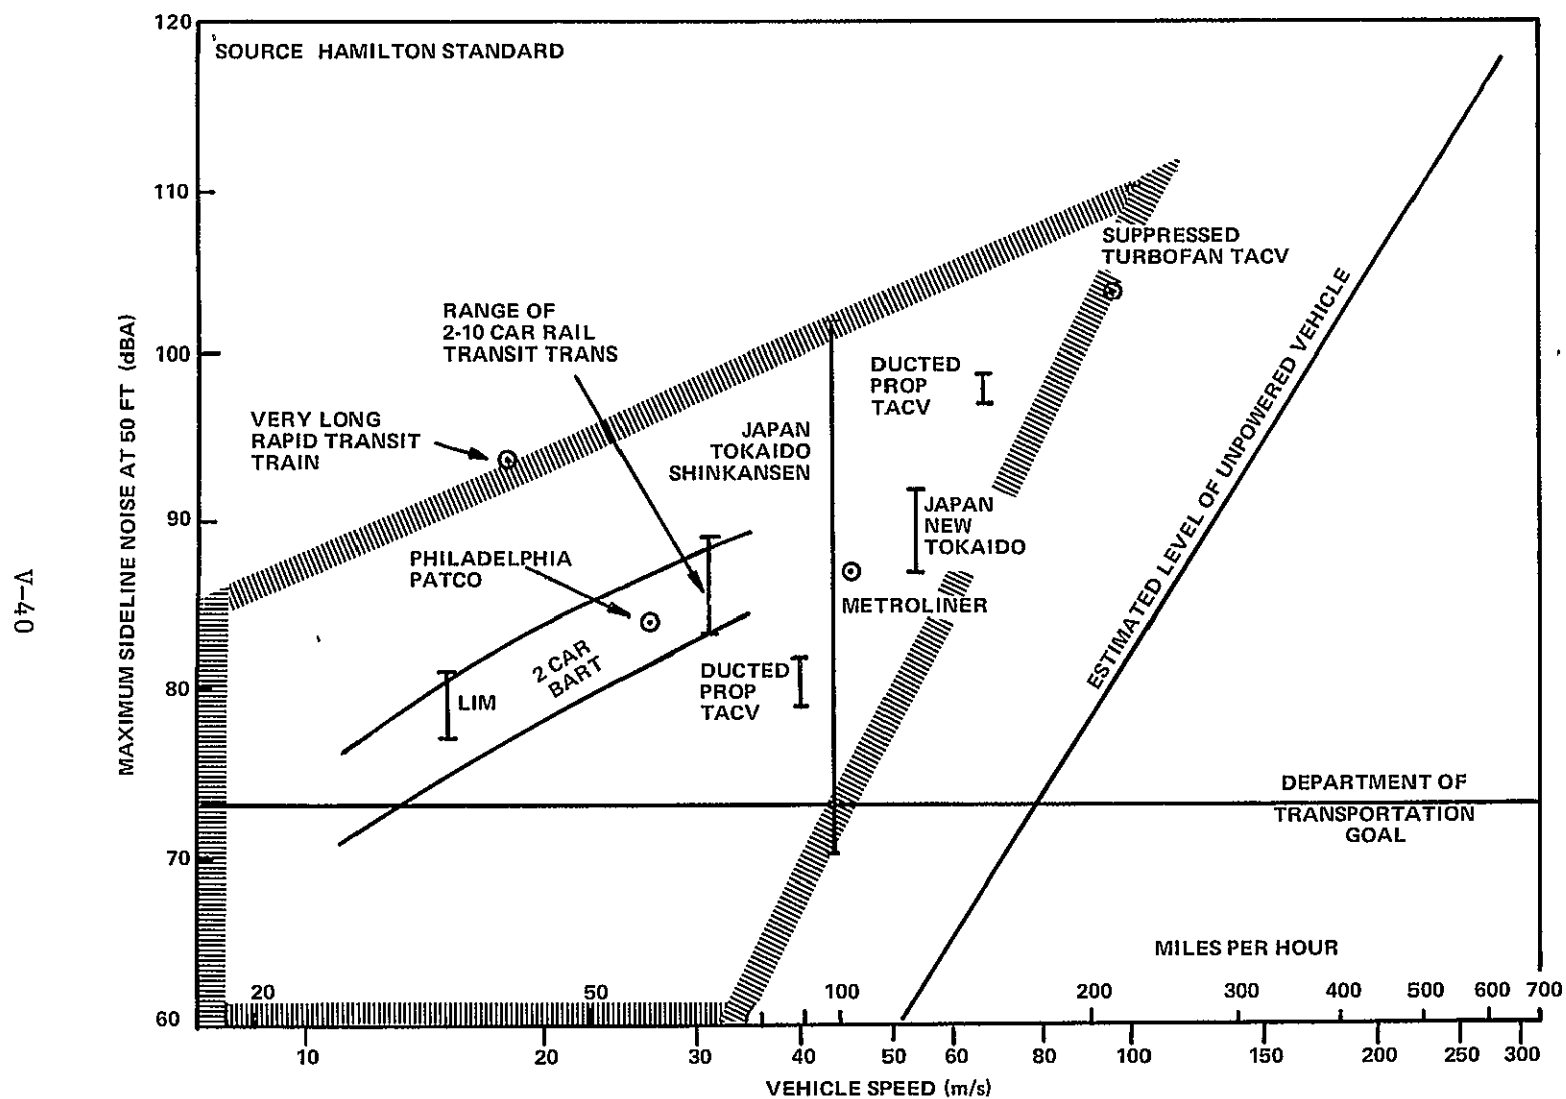 120
SOURCE HAMILTON STANDARD
110
SUPPRESSED
TURBOFAN TACV
RANGE OF
2-10 CAR RAIL
TRANSIT TRANS
100
DUCTED
PROP
TACV
VERY LONG
RAPID TRANSIT
TRAIN
JAPAN
TOKAIDO
SHINKANSEN
90
JAPAN
NEW
TOKAIDO
PHILADELPHIA
PATCO
METROLINER
ESTIMATED LEVEL OF UNPOWERED VEHICLE
2 CAR
BART
80
LIM
DUCTED
PROP
TACV
DEPARTMENT OF
TRANSPORTATION
GOAL
70
MILES PER HOUR
20 50 100 200 300 400 500 600 700
60
10 20 30 40 50 60 80 100 150 200 250 300
VEHICLE SPEED (m/s)
MAXIMUM SIDELINE NOISE AT 50 FT (dBA)
V-40